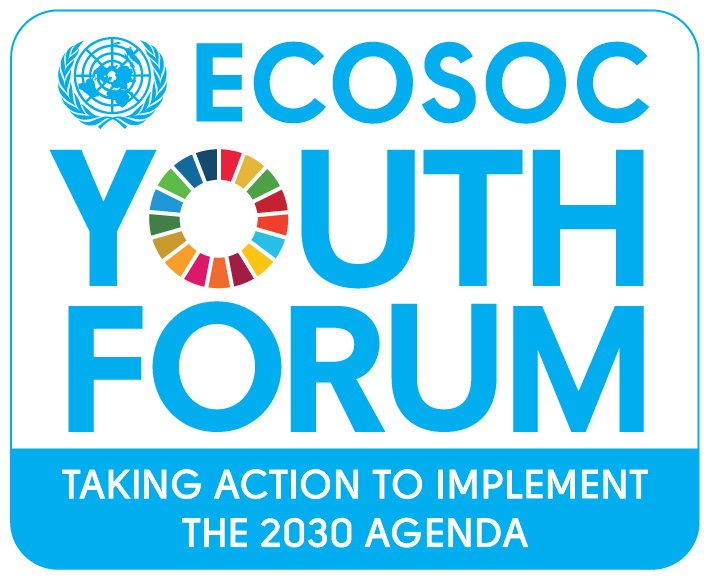 ECOSOC
YOUTH
FORUM
TAKING ACTION TO IMPLEMENT
THE 2030 AGENDA